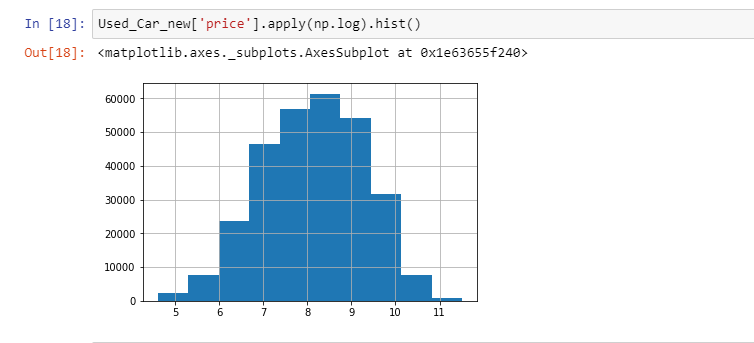 In [18]: Used_Car_new['price'].apply(np.log).hist()
Out[18]: <matplotlib.axes._subplots.AxesSubplot at 0x1e63655f240>
60000
50000
40000
30000
20000
10000
0
5 6 7 8 9 10 11